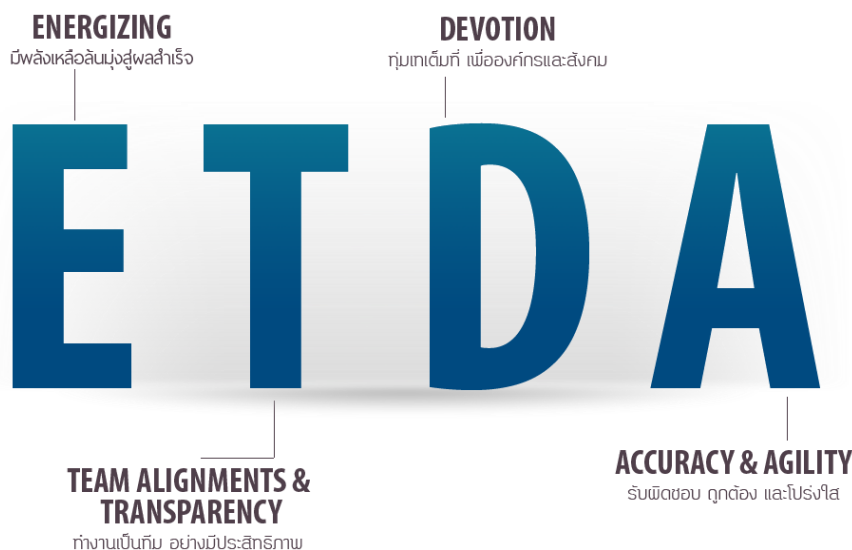 ENERGIZING
มีพลังเหลือล้นมุ่งสู่ผลสำเร็จ
DEVOTION
ทุ่มเทเต็มที่ เพื่อองค์กรและสังคม
ETDA
TEAM ALIGNMENTS &
TRANSPARENCY
ทำงานเป็นทีม อย่างมีประสิทธิภาพ
ACCURACY & AGILITY
รับผิดชอบ ถูกต้อง และโปร่งใส